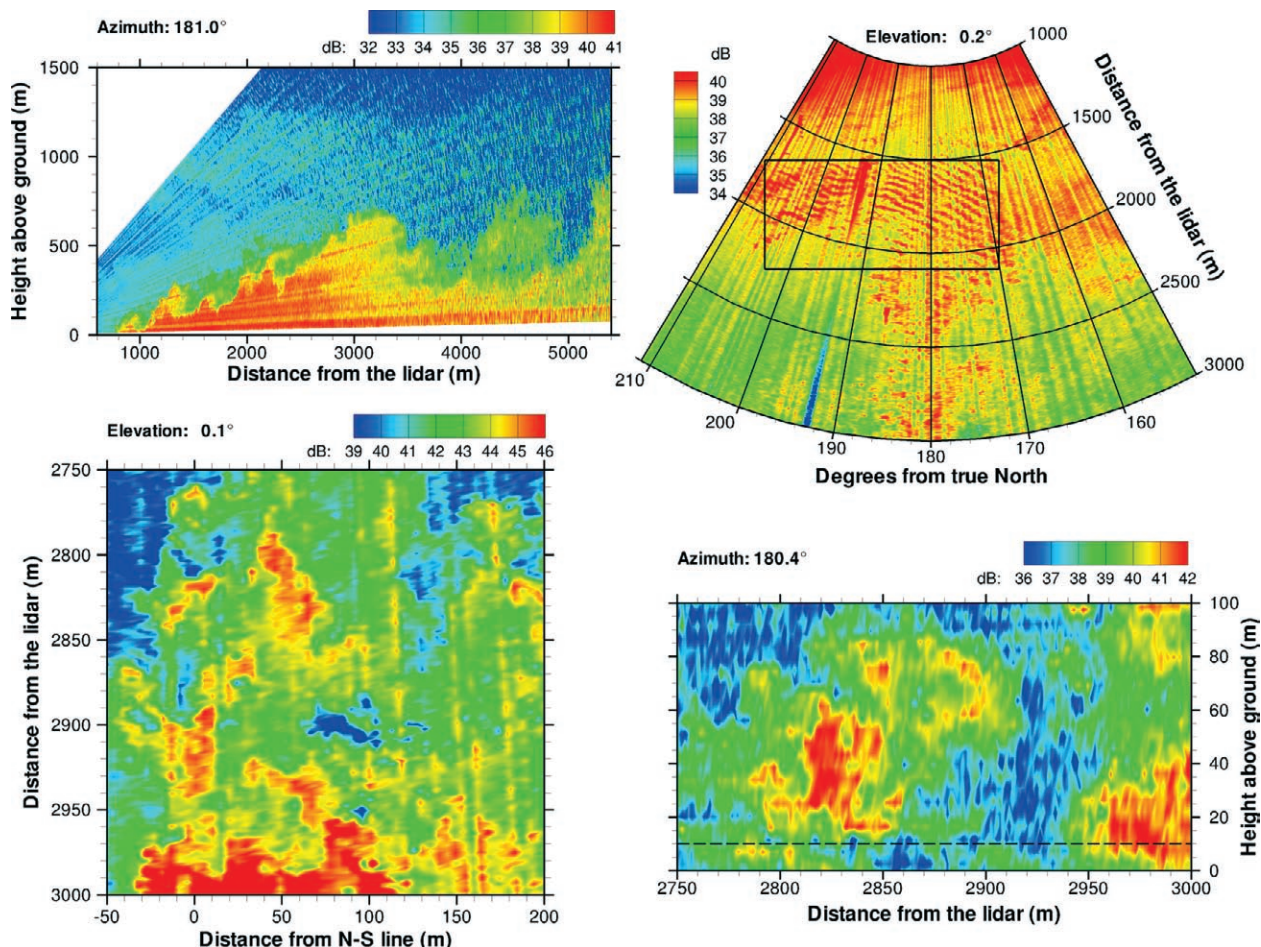 Azimuth: 181.0°
dB: 32 33 34 35 36 37 38 39 40 41
1500
1000
500
0
Height above ground (m)
1000 2000 3000 4000 5000
Distance from the lidar (m)
Elevation: 0.2°
dB
40
39
38
37
36
35
34
1000
1500
2000
2500
3000
Distance from the lidar (m)
210
200
190
180
170
160
Degrees from true North
Elevation: 0.1°
dB: 39 40 41 42 43 44 45 46
2750
2800
2850
2900
2950
3000
Distance from the lidar (m)
-50 0 50 100 150 200
Distance from N-S line (m)
Azimuth: 180.4°
dB: 36 37 38 39 40 41 42
100
80
60
40
20
0
Height above ground (m)
2750 2800 2850 2900 2950 3000
Distance from the lidar (m)